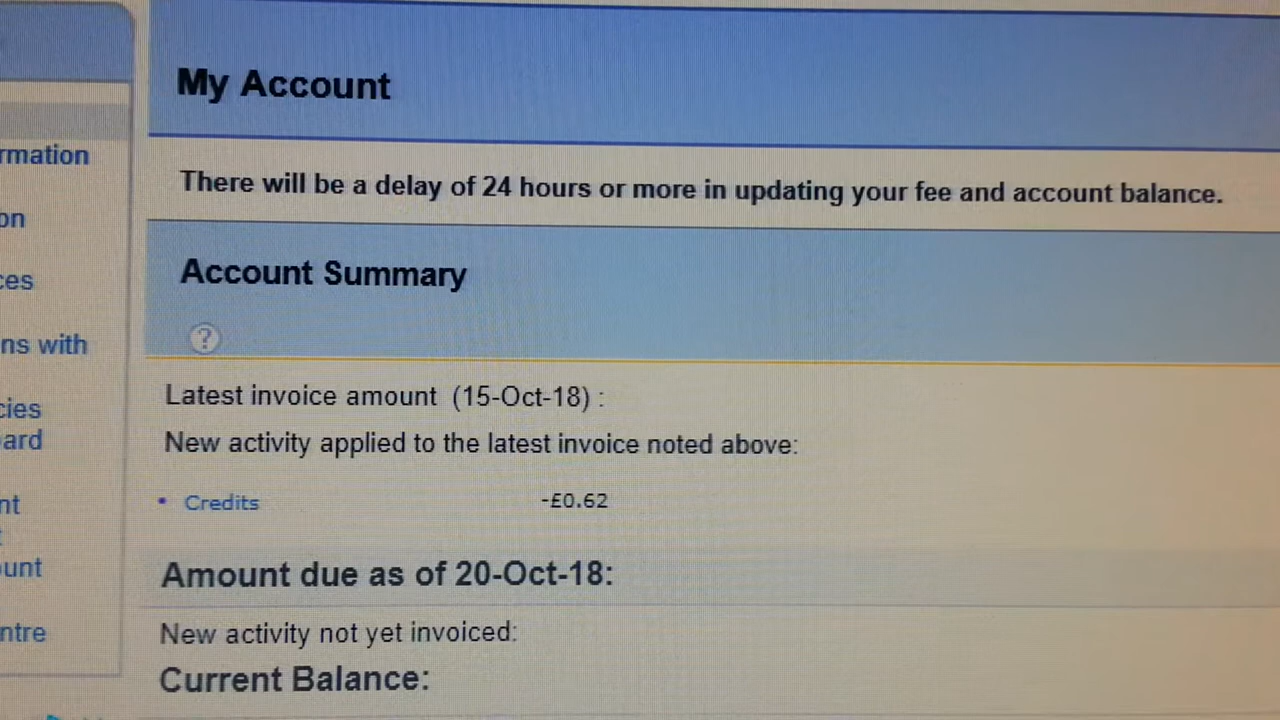 My Account
There will be a delay of 24 hours or more in updating your fee and account balance.
Account Summary
?
Latest invoice amount (15-Oct-18) :
New activity applied to the latest invoice noted above:
• Credits -£0.62
Amount due as of 20-Oct-18:
New activity not yet invoiced:
Current Balance:
rmation
on
ces
ns with
cies
ard
nt
unt
ntre